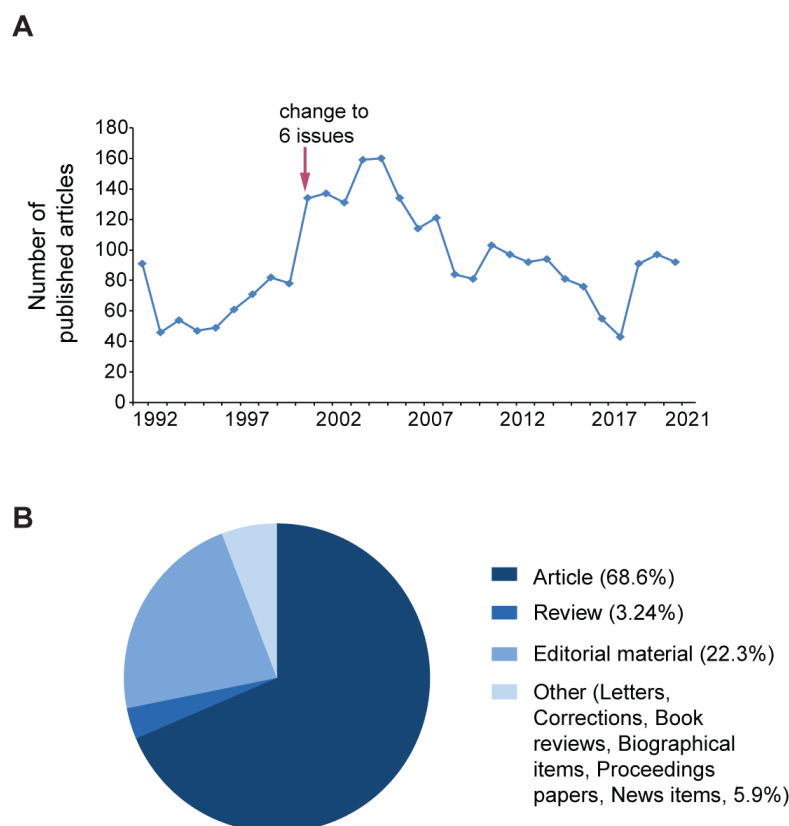 A
change to
6 issues
180
160
140
120
100
80
60
40
20
0
Number of
published articles
1992 1997 2002 2007 2012 2017 2021
B
Article (68.6%)
Review (3.24%)
Editorial material (22.3%)
Other (Letters,
Corrections, Book
reviews, Biographical
items, Proceedings
papers, News items, 5.9%)